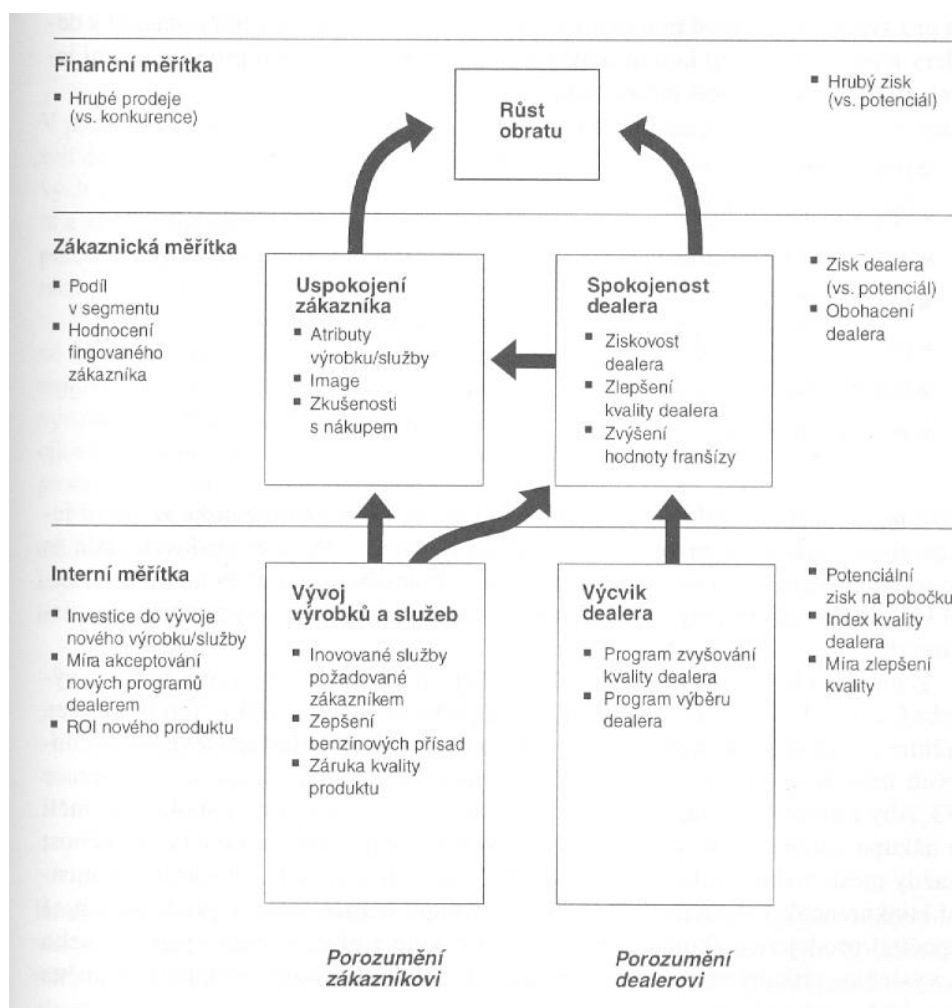 Finanční měřítka
▪ Hrubé prodeje
(vs. konkurence)
Růst
obratu
▪ Hrubý zisk
(vs. potenciál)
Zákaznická měřítka
▪ Podíl
v segmentu
▪ Hodnocení
fingovaného
zákazníka
Uspokojení
zákazníka
▪ Atributy
výrobku/služby
▪ Image
▪ Zkušenosti
s nákupem
Spokojenost
dealera
▪ Ziskovost
dealera
▪ Zlepšení
kvality dealera
▪ Zvýšení
hodnoty franšízy
▪ Zisk dealera
(vs. potenciál)
▪ Obohacení
dealera
Interní měřítka
▪ Investice do vývoje
nového výrobku/služby
▪ Míra akceptování
nových programů
dealerem
▪ ROI nového produktu
Vývoj
výrobků a služeb
▪ Inovované služby
požadované
zákazníkem
▪ Zepšení
benzínových přísad
▪ Záruka kvality
produktu
Výcvik
dealera
▪ Program zvyšování
kvality dealera
▪ Program výběru
dealera
▪ Potenciální
zisk na pobočku
▪ Index kvality
dealera
▪ Míra zlepšení
kvality
Porozumění
zákazníkovi
Porozumění
dealerovi